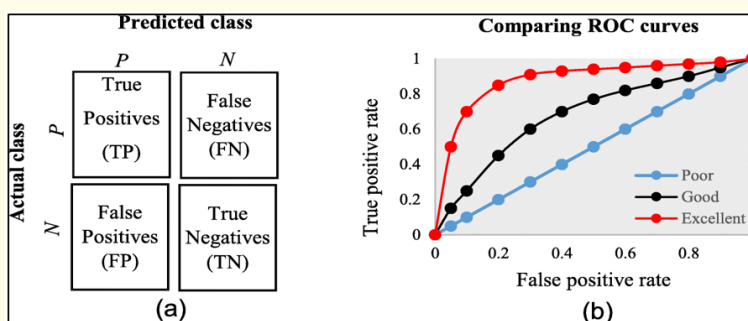 Predicted class
P N
Actual class
P
N
True
Positives
(TP)
False
Negatives
(FN)
False
Positives
(FP)
True
Negatives
(TN)
(a)
Comparing ROC curves
True positive rate
1
0.8
0.6
0.4
0.2
0
0 0.2 0.4 0.6 0.8
False positive rate
Poor
Good
Excellent
(b)